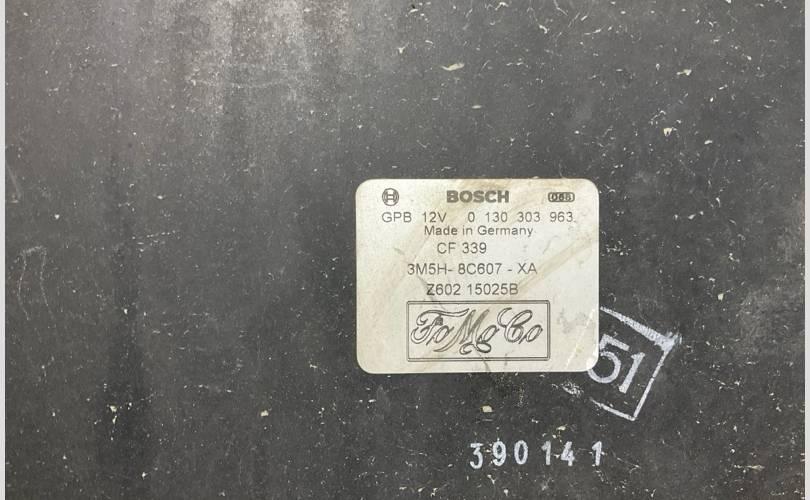 BOSCH 086
GPB 12V 0 130 303 963
Made in Germany
CF 339
3M5H- 8C607 - XA
Z602 15025B
FoMoCo
51
390141